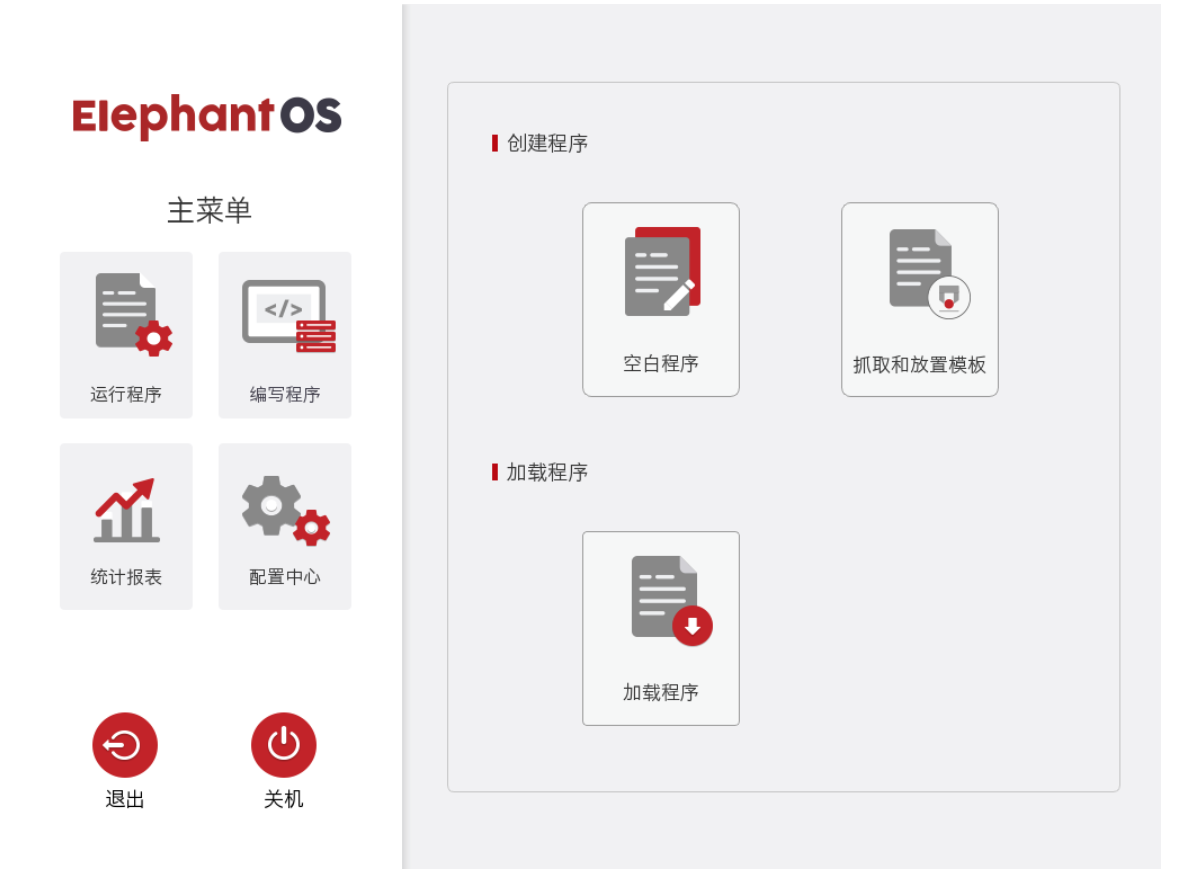 Elephant OS
主菜单
运行程序
编写程序
</>
统计报表
配置中心
退出
关机
创建程序
空白程序
抓取和放置模板
加载程序
加载程序